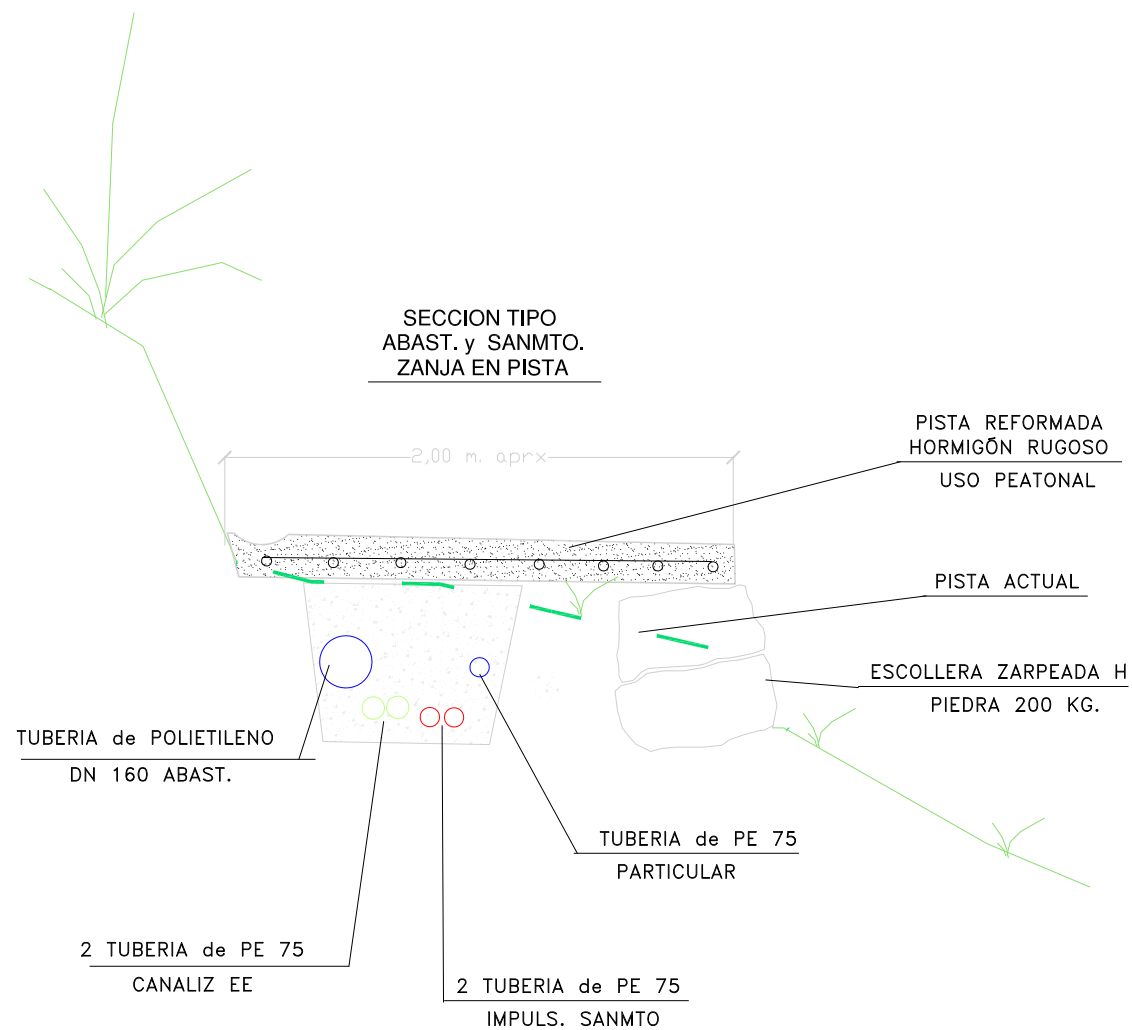 SECCION TIPO
ABAST. y SANMTO.
ZANJA EN PISTA
PISTA REFORMADA
HORMIGÓN RUGOSO
USO PEATONAL
2,00 m. aprx
PISTA ACTUAL
ESCOLLERA ZARPEADA H
PIEDRA 200 KG.
TUBERIA de POLIETILENO
DN 160 ABAST.
TUBERIA de PE 75
PARTICULAR
2 TUBERIA de PE 75
CANALIZ EE
2 TUBERIA de PE 75
IMPULS. SANMTO